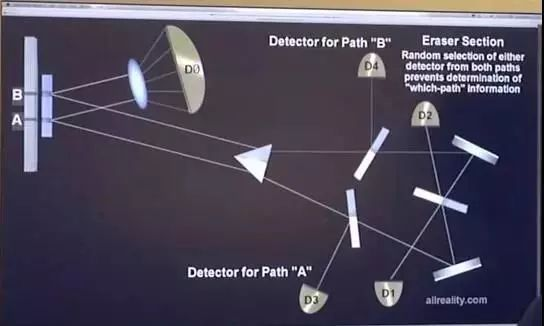 Detector for Path "B"
Eraser Section
Random selection of either
detector from both paths
prevents determination of
"which-path" information
D0
D4
D2
B
A
Detector for Path "A"
D3
D1
allreality.com